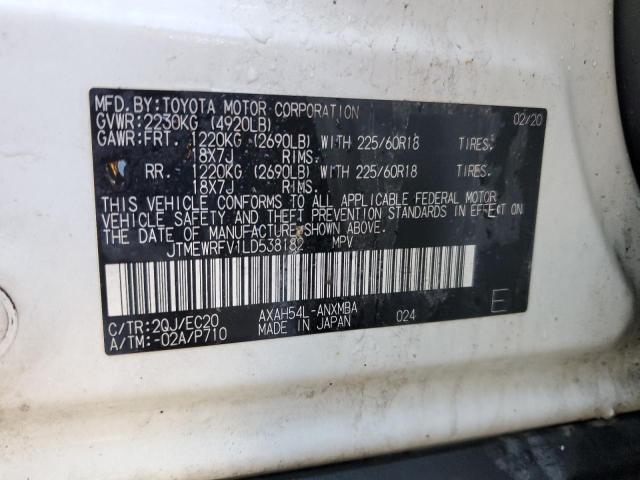 MFD.BY:TOYOTA MOTOR CORPORATION 02/20
GVWR:2230KG (4920LB)
GAWR:FRT. 1220KG (2690LB) WITH 225/60R18 TIRES.
18X7J RIMS.
RR. 1220KG (2690LB) WITH 225/60R18 TIRES.
18X7J RIMS.
THIS VEHICLE CONFORMS TO ALL APPLICABLE FEDERAL MOTOR
VEHICLE SAFETY AND THEFT PREVENTION STANDARDS IN EFFECT ON
THE DATE OF MANUFACTURE SHOWN ABOVE.
JTMEWRFV1LD538182 MPV
C/TR:2QJ/EC20 AXAH54L-ANXMBA 024 E
A/TM:-02A/P710 MADE IN JAPAN